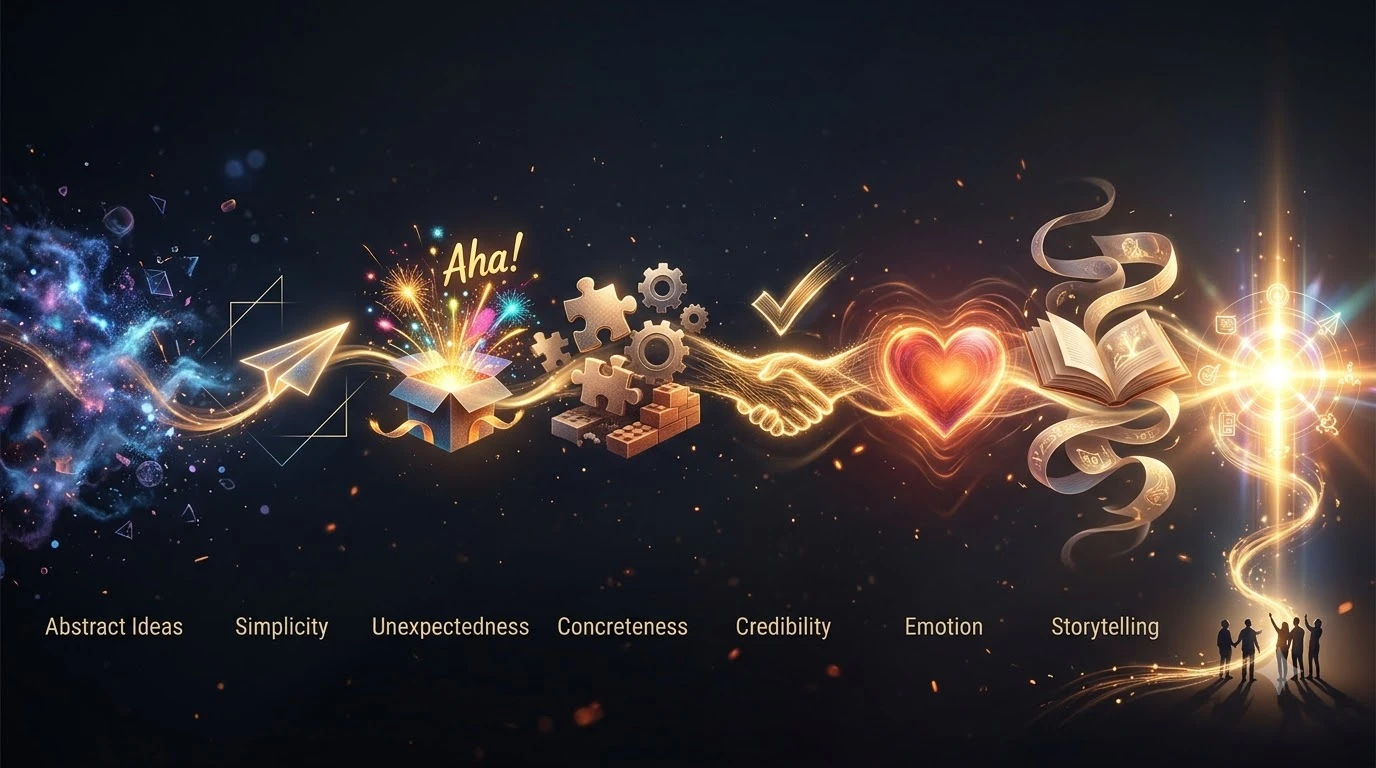 Aha!
Abstract Ideas
Simplicity
Unexpectedness
Concreteness
Credibility
Emotion
Storytelling